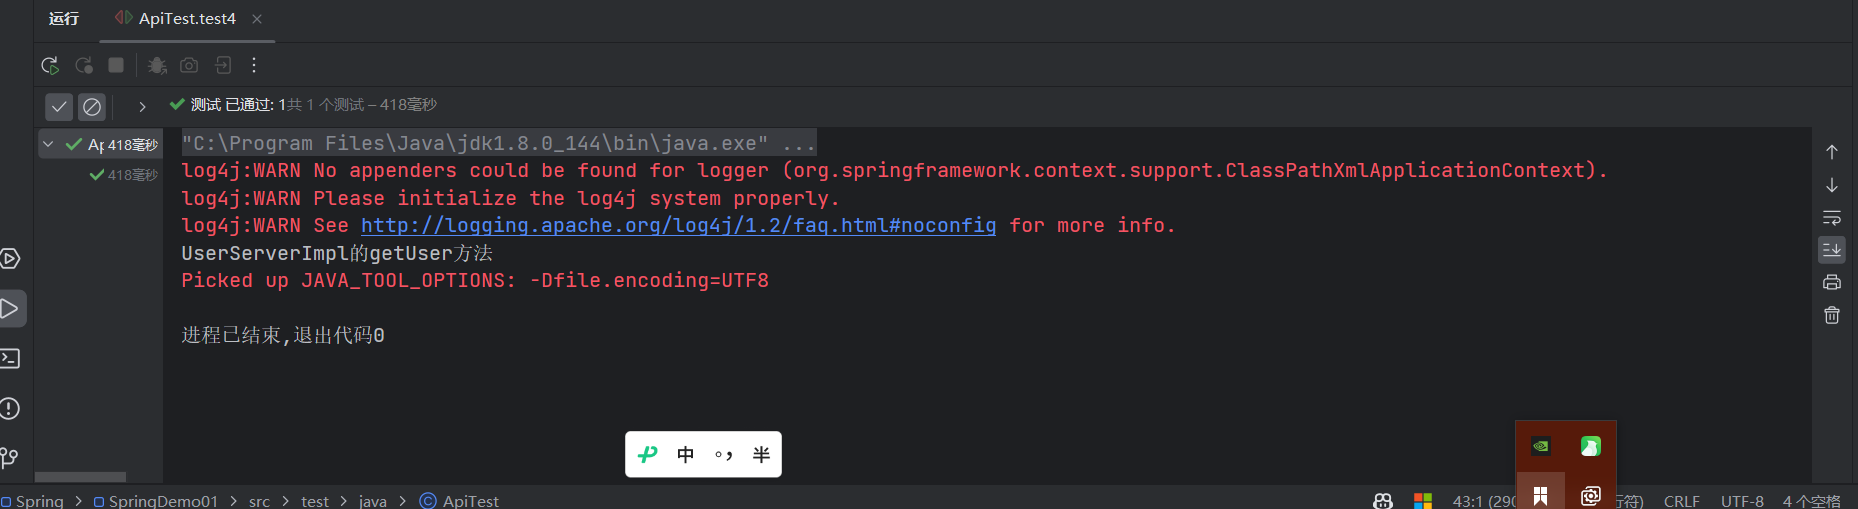 运行 ApiTest.test4
测试 已通过: 1共 1 个测试 – 418毫秒
418毫秒
418毫秒
"C:\Program Files\Java\jdk1.8.0_144\bin\java.exe" ...
log4j:WARN No appenders could be found for logger (org.springframework.context.support.ClassPathXmlApplicationContext).
log4j:WARN Please initialize the log4j system properly.
log4j:WARN See http://logging.apache.org/log4j/1.2/faq.html#noconfig for more info.
UserServerImpl的getUser方法
Picked up JAVA_TOOL_OPTIONS: -Dfile.encoding=UTF8
进程已结束,退出代码0
中 °, 半
Spring > SpringDemo01 > src > test > java > ApiTest 43:1 (290 行符) CRLF UTF-8 4 个空格